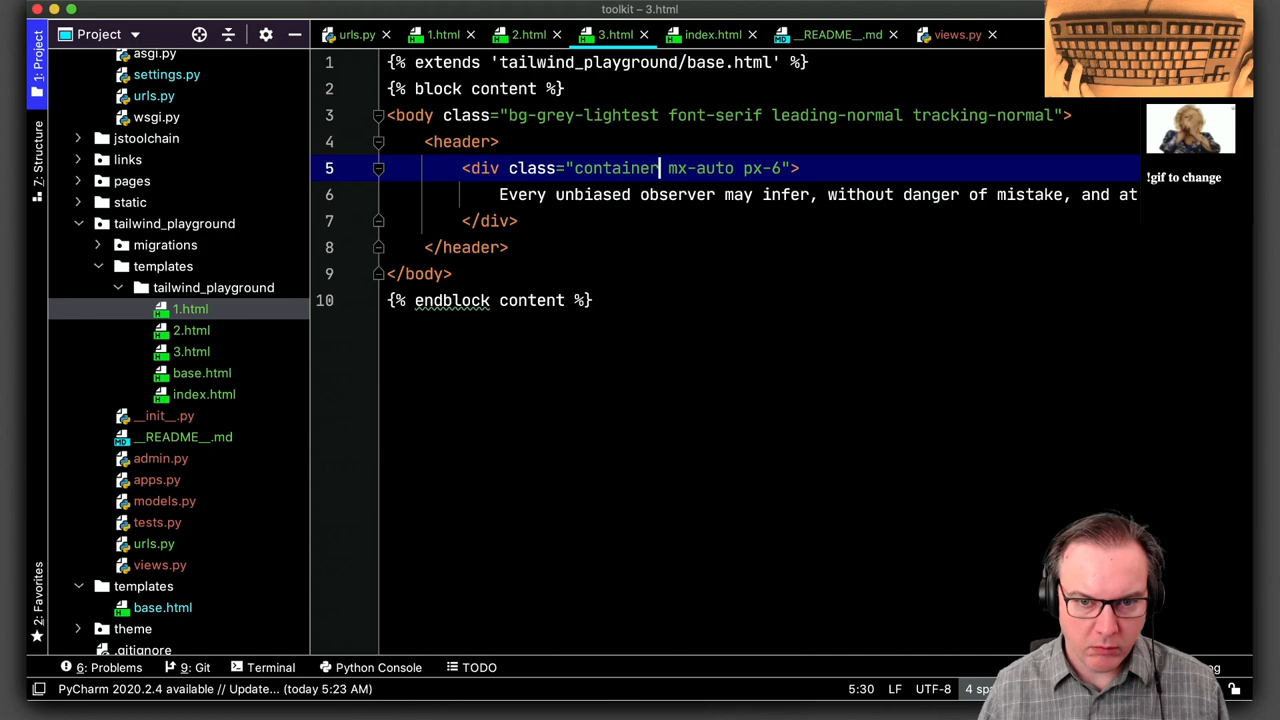 toolkit – 3.html
Project
urls.py
1.html
2.html
3.html
index.html
__README__.md
views.py
1: Project
7: Structure
2: Favorites
asgi.py
settings.py
urls.py
wsgi.py
jstoolchain
links
pages
static
tailwind_playground
migrations
templates
tailwind_playground
1.html
2.html
3.html
base.html
index.html
__init__.py
__README__.md
admin.py
apps.py
models.py
tests.py
urls.py
views.py
templates
base.html
theme
.gitignore
1 {% extends 'tailwind_playground/base.html' %}
2 {% block content %}
3 <body class="bg-grey-lightest font-serif leading-normal tracking-normal">
4 <header>
5 <div class="container mx-auto px-6">
6 Every unbiased observer may infer, without danger of mistake, and at
7 </div>
8 </header>
9 </body>
10 {% endblock content %}
!gif to change
6: Problems
9: Git
Terminal
Python Console
TODO
PyCharm 2020.2.4 available // Update... (today 5:23 AM)
5:30
LF
UTF-8